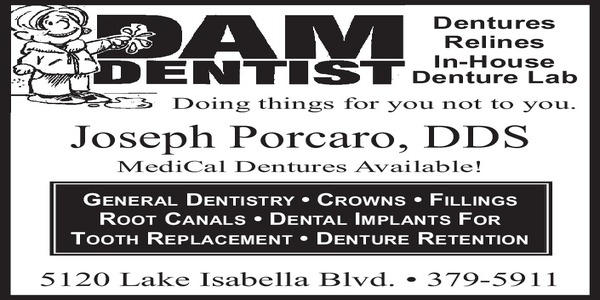 DAM
DENTIST
Dentures
Relines
In-House
Denture Lab
Doing things for you not to you.
Joseph Porcaro, DDS
MediCal Dentures Available!
GENERAL DENTISTRY • CROWNS • FILLINGS
ROOT CANALS • DENTAL IMPLANTS FOR
TOOTH REPLACEMENT • DENTURE RETENTION
5120 Lake Isabella Blvd. • 379-5911